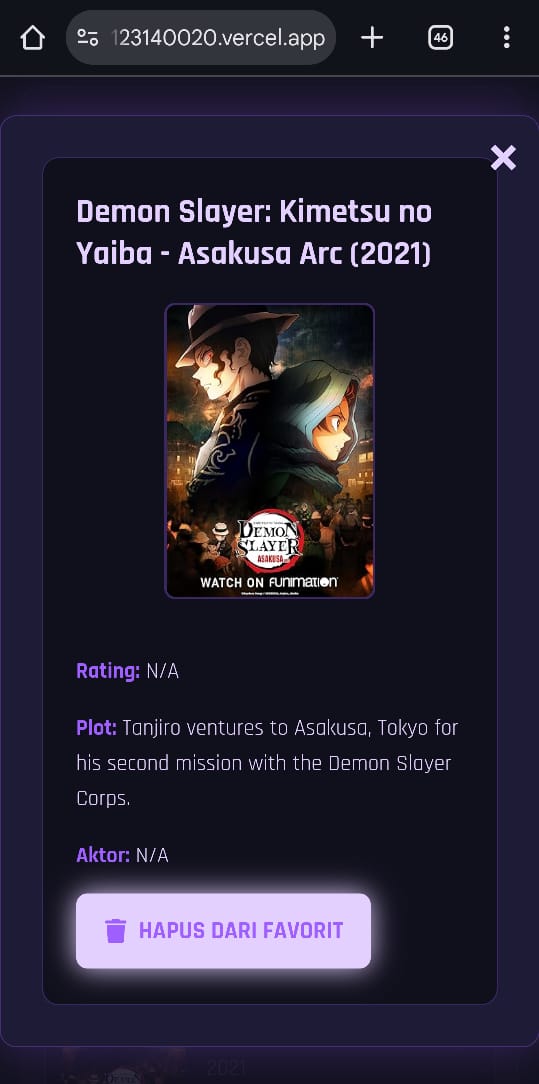 123140020.vercel.app
46
×
Demon Slayer: Kimetsu no
Yaiba - Asakusa Arc (2021)
DEMON
SLAYER
ASAKUSA
WATCH ON FUNIMATION
Rating: N/A
Plot: Tanjiro ventures to Asakusa, Tokyo for
his second mission with the Demon Slayer
Corps.
Aktor: N/A
HAPUS DARI FAVORIT
2021